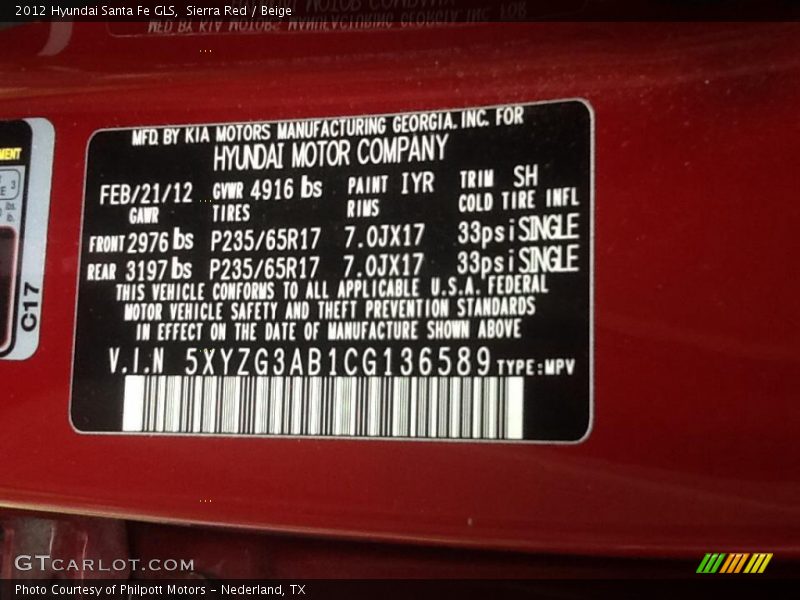 2012 Hyundai Santa Fe GLS,  Sierra Red / Beige
MFD. BY KIA MOTORS MANUFACTURING GEORGIA. INC. FOR
HYUNDAI MOTOR COMPANY
FEB/21/12 GVWR 4916 lbs PAINT IYR TRIM SH
GAWR TIRES RIMS COLD TIRE INFL
FRONT 2976 lbs P235/65R17 7.0JX17 33psi SINGLE
REAR 3197 lbs P235/65R17 7.0JX17 33psi SINGLE
THIS VEHICLE CONFORMS TO ALL APPLICABLE U.S.A. FEDERAL
MOTOR VEHICLE SAFETY AND THEFT PREVENTION STANDARDS
IN EFFECT ON THE DATE OF MANUFACTURE SHOWN ABOVE
V.I.N 5XYZG3AB1CG136589 TYPE:MPV
C17
GTCARLOT.COM
Photo Courtesy of Philpott Motors - Nederland, TX